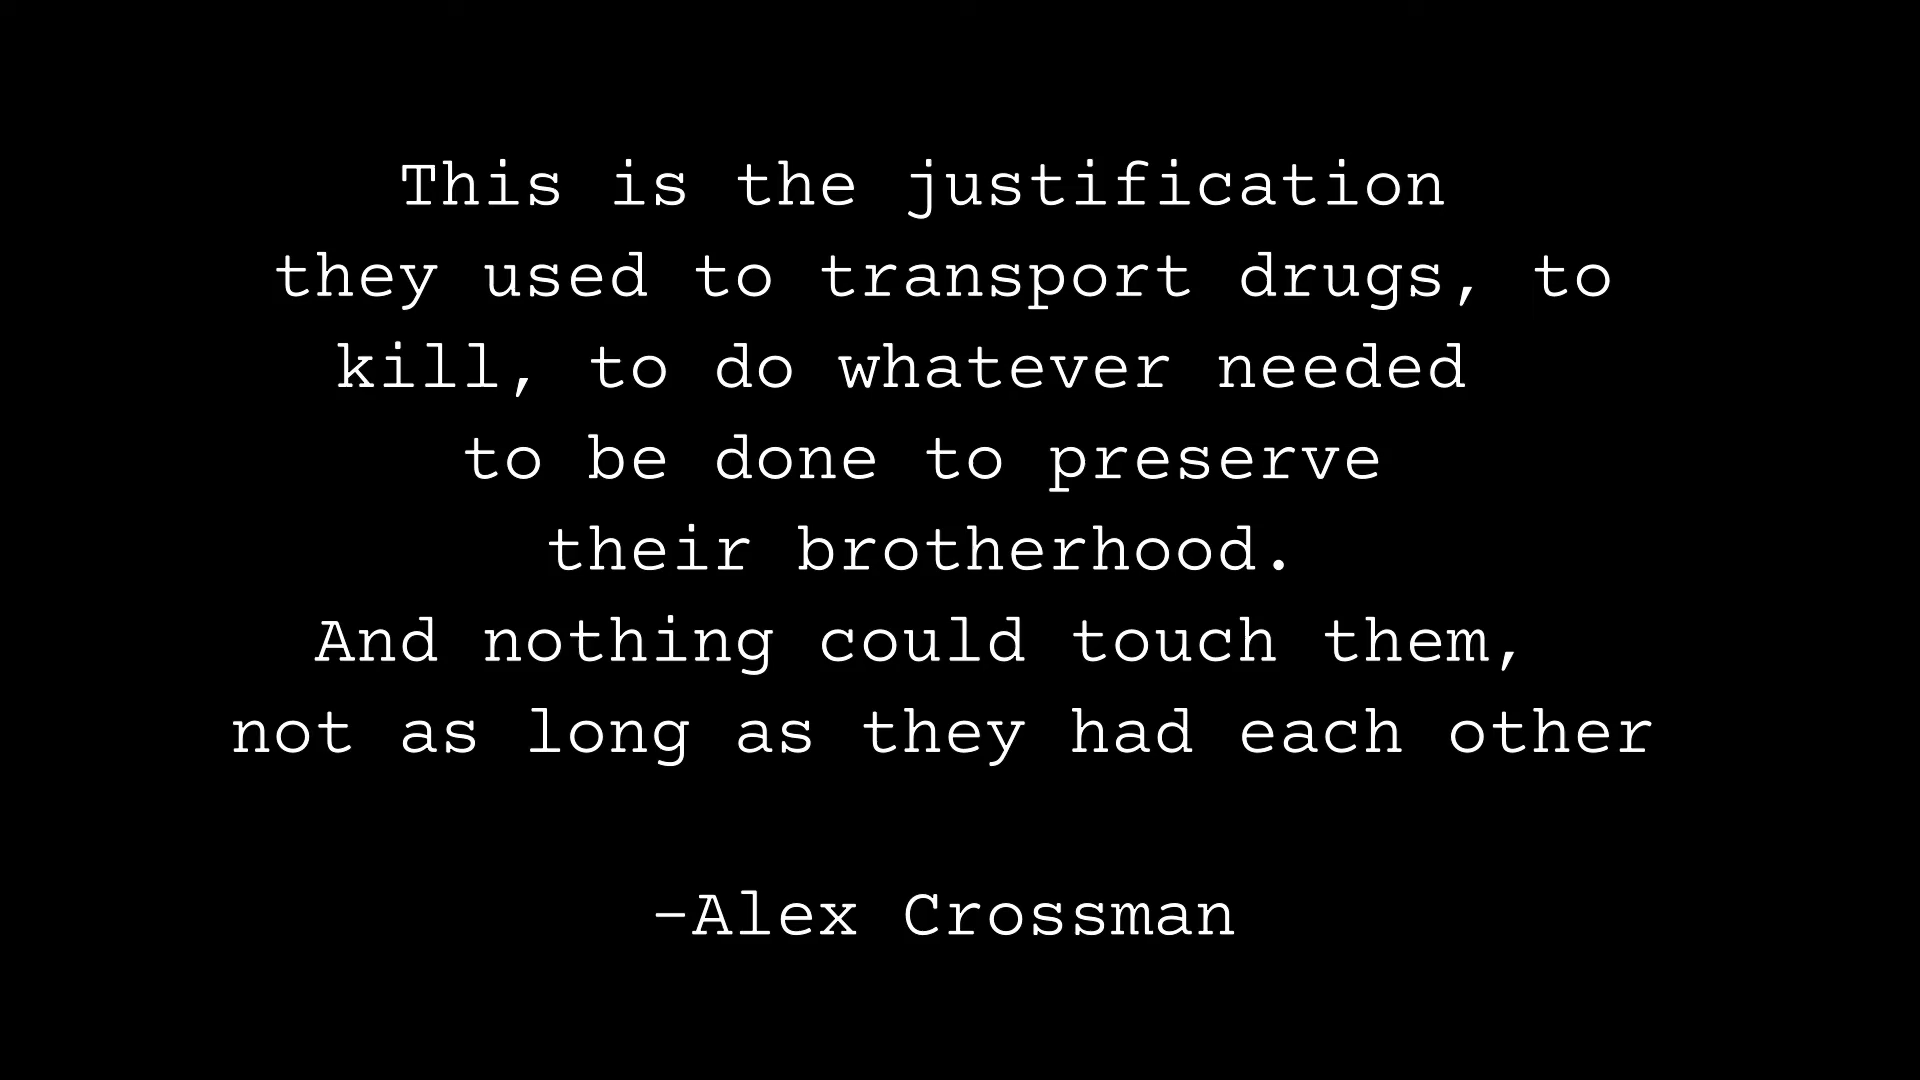 This is the justification
they used to transport drugs, to
kill, to do whatever needed
to be done to preserve
their brotherhood.
And nothing could touch them,
not as long as they had each other
-Alex Crossman